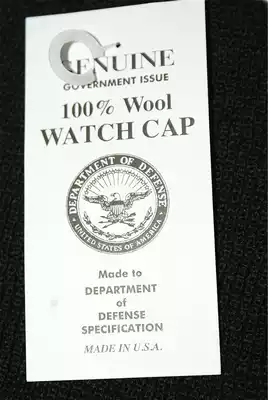 GENUINE
GOVERNMENT ISSUE
100% Wool
WATCH CAP
DEPARTMENT OF DEFENSE
UNITED STATES OF AMERICA
Made to
DEPARTMENT
of
DEFENSE
SPECIFICATION
MADE IN U.S.A.